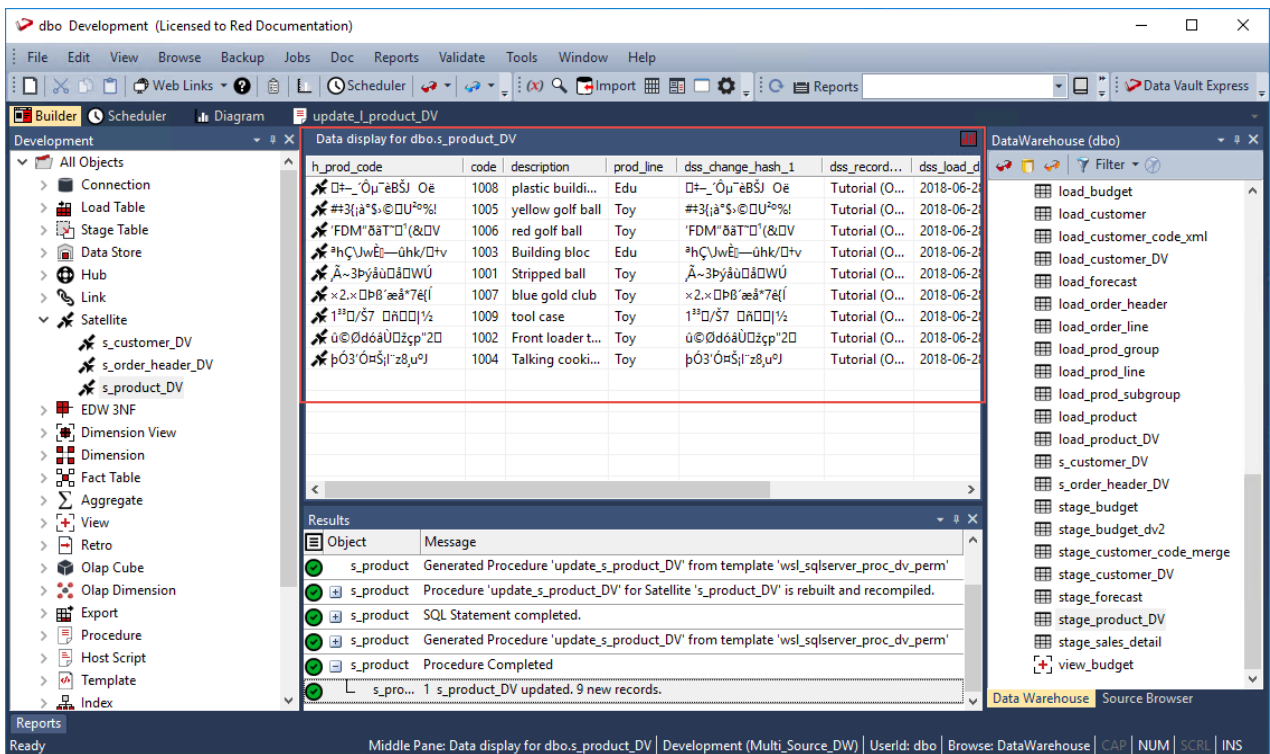 dbo Development (Licensed to Red Documentation)
File Edit View Browse Backup Jobs Doc Reports Validate Tools Window Help
Web Links Scheduler (x) Import Reports Data Vault Express
Builder Scheduler Diagram update_l_product_DV
Development
All Objects
Connection
Load Table
Stage Table
Data Store
Hub
Link
Satellite
s_customer_DV
s_order_header_DV
s_product_DV
EDW 3NF
Dimension View
Dimension
Fact Table
Aggregate
View
Retro
Olap Cube
Olap Dimension
Export
Procedure
Host Script
Template
Index
Data display for dbo.s_product_DV
h_prod_code code description prod_line dss_change_hash_1 dss_record... dss_load_d
1008 plastic buildi... Edu Tutorial (O... 2018-06-28
1005 yellow golf ball Toy Tutorial (O... 2018-06-28
1006 red golf ball Toy Tutorial (O... 2018-06-28
1003 Building bloc Edu Tutorial (O... 2018-06-28
1001 Stripped ball Toy Tutorial (O... 2018-06-28
1007 blue gold club Toy Tutorial (O... 2018-06-28
1009 tool case Toy Tutorial (O... 2018-06-28
1002 Front loader t... Toy Tutorial (O... 2018-06-28
1004 Talking cooki... Toy Tutorial (O... 2018-06-28
Results
Object Message
s_product Generated Procedure 'update_s_product_DV' from template 'wsl_sqlserver_proc_dv_perm'
s_product Procedure 'update_s_product_DV' for Satellite 's_product_DV' is rebuilt and recompiled.
s_product SQL Statement completed.
s_product Generated Procedure 'update_s_product_DV' from template 'wsl_sqlserver_proc_dv_perm'
s_product Procedure Completed
s_pro... 1 s_product_DV updated. 9 new records.
DataWarehouse (dbo)
Filter
load_budget
load_customer
load_customer_code_xml
load_customer_DV
load_forecast
load_order_header
load_order_line
load_prod_group
load_prod_line
load_prod_subgroup
load_product
load_product_DV
s_customer_DV
s_order_header_DV
stage_budget
stage_budget_dv2
stage_customer_code_merge
stage_customer_DV
stage_forecast
stage_product_DV
stage_sales_detail
view_budget
Data Warehouse Source Browser
Reports
Ready Middle Pane: Data display for dbo.s_product_DV Development (Multi_Source_DW) UserId: dbo Browse: DataWarehouse CAP NUM SCRL INS